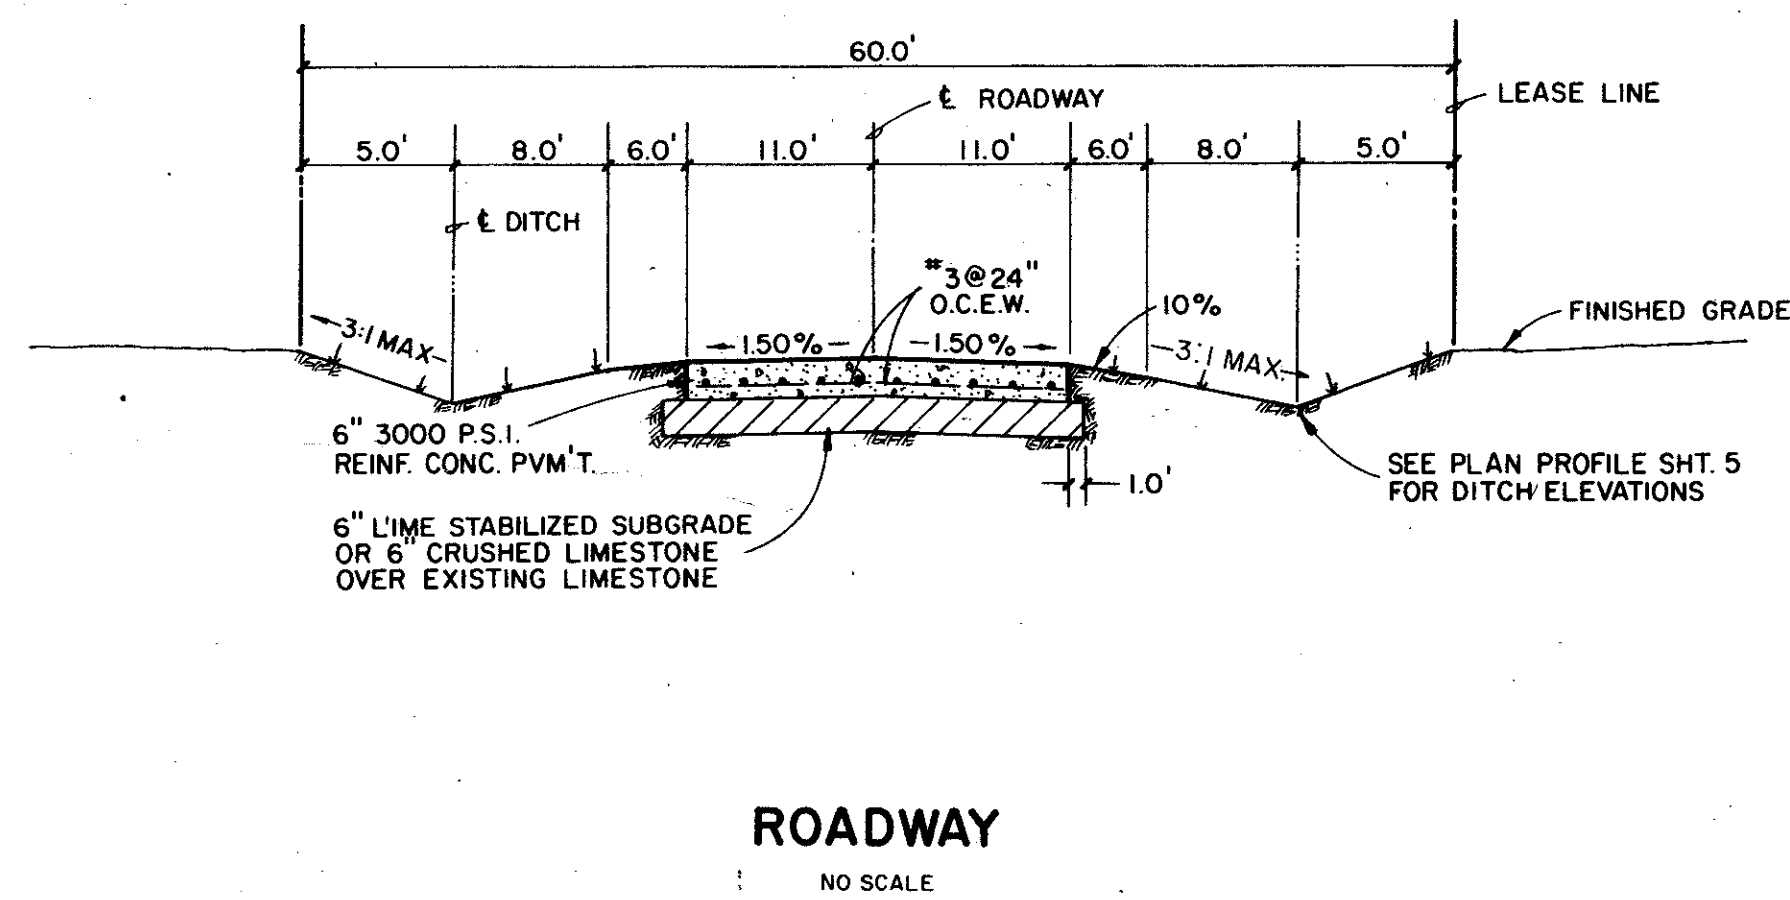 60.0'
℄ ROADWAY
LEASE LINE
5.0' 8.0' 6.0' 11.0' 11.0' 6.0' 8.0' 5.0'
℄ DITCH
#3@24"
O.C.E.W.
10%
FINISHED GRADE
3:1 MAX
1.50% 1.50%
3:1 MAX.
6" 3000 P.S.I.
REINF. CONC. PVM'T.
SEE PLAN PROFILE SHT. 5
FOR DITCH ELEVATIONS
1.0'
6" LIME STABILIZED SUBGRADE
OR 6" CRUSHED LIMESTONE
OVER EXISTING LIMESTONE
ROADWAY
NO SCALE